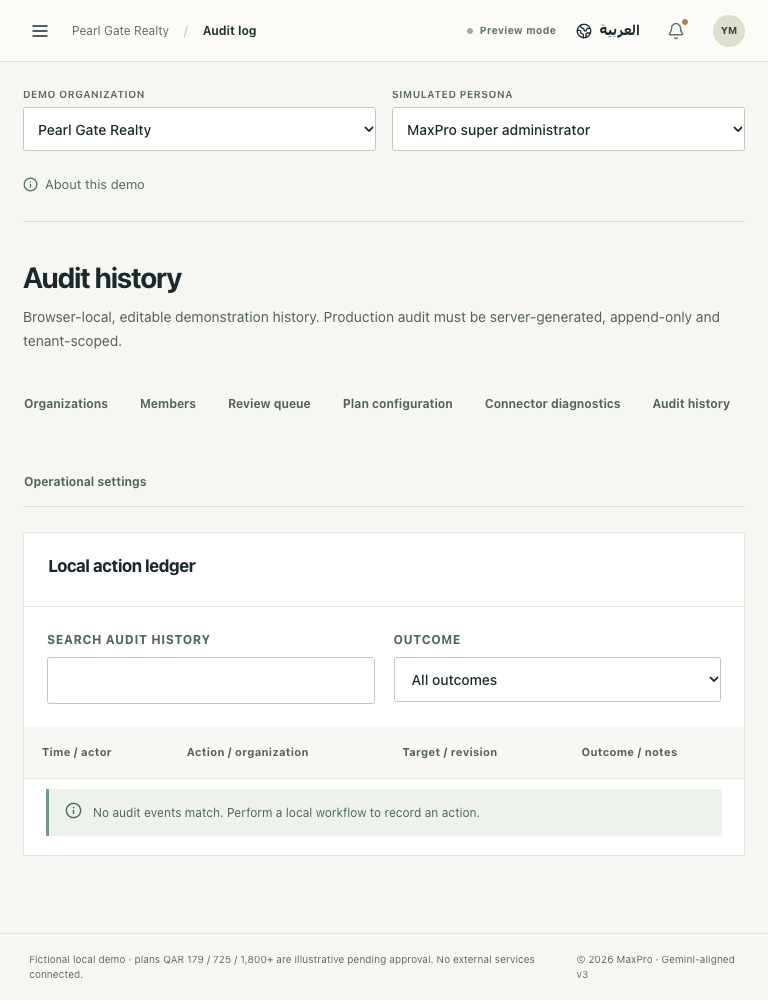 Pearl Gate Realty / Audit log
Preview mode
العربية
YM
DEMO ORGANIZATION
SIMULATED PERSONA
Pearl Gate Realty
MaxPro super administrator
About this demo
Audit history
Browser-local, editable demonstration history. Production audit must be server-generated, append-only and
tenant-scoped.
Organizations
Members
Review queue
Plan configuration
Connector diagnostics
Audit history
Operational settings
Local action ledger
SEARCH AUDIT HISTORY
OUTCOME
All outcomes
Time / actor
Action / organization
Target / revision
Outcome / notes
No audit events match. Perform a local workflow to record an action.
Fictional local demo · plans QAR 179 / 725 / 1,800+ are illustrative pending approval. No external services
connected.
© 2026 MaxPro · Gemini-aligned
v3